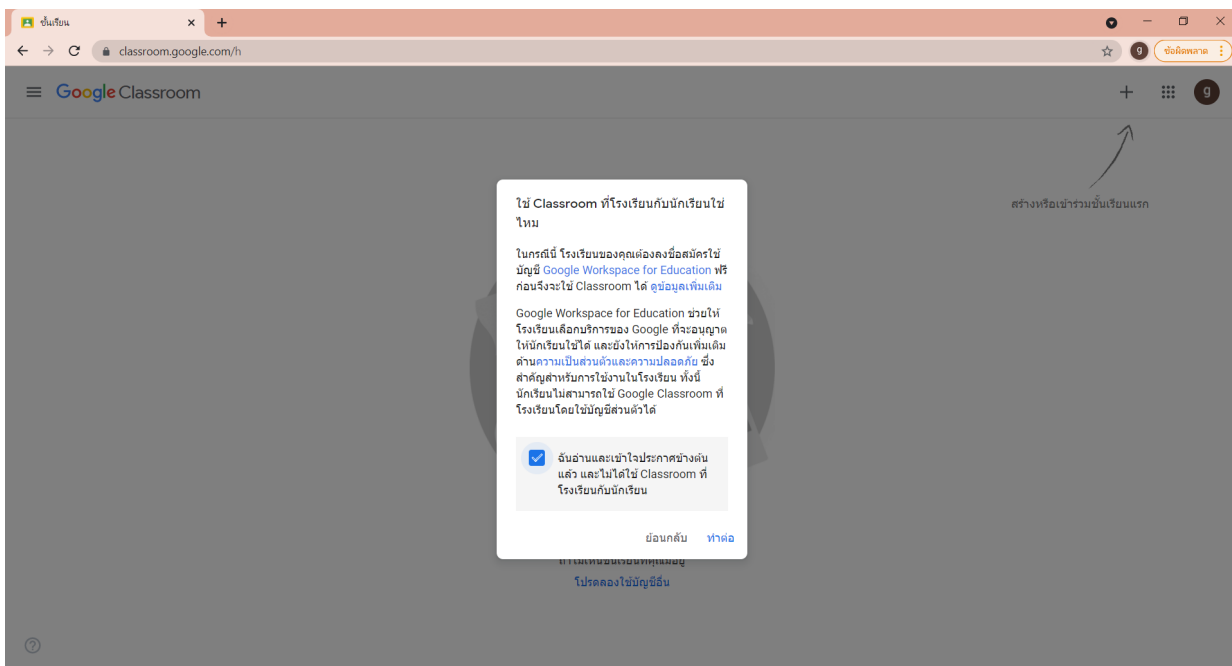 ชั้นเรียน
classroom.google.com/h
g
ข้อผิดพลาด
Google Classroom
g
สร้างหรือเข้าร่วมชั้นเรียนแรก
ใช้ Classroom ที่โรงเรียนกับนักเรียนใช่
ไหม
ในกรณีนี้ โรงเรียนของคุณต้องลงชื่อสมัครใช้
บัญชี Google Workspace for Education ฟรี
ก่อนจึงจะใช้ Classroom ได้ ดูข้อมูลเพิ่มเติม
Google Workspace for Education ช่วยให้
โรงเรียนเลือกบริการของ Google ที่จะอนุญาต
ให้นักเรียนใช้ได้ และยังให้การป้องกันเพิ่มเติม
ด้านความเป็นส่วนตัวและความปลอดภัย ซึ่ง
สำคัญสำหรับการใช้งานในโรงเรียน ทั้งนี้
นักเรียนไม่สามารถใช้ Google Classroom ที่
โรงเรียนโดยใช้บัญชีส่วนตัวได้
ฉันอ่านและเข้าใจประกาศข้างต้น
แล้ว และไม่ได้ใช้ Classroom ที่
โรงเรียนกับนักเรียน
ย้อนกลับ ทำต่อ
โปรดลองใช้บัญชีอื่น